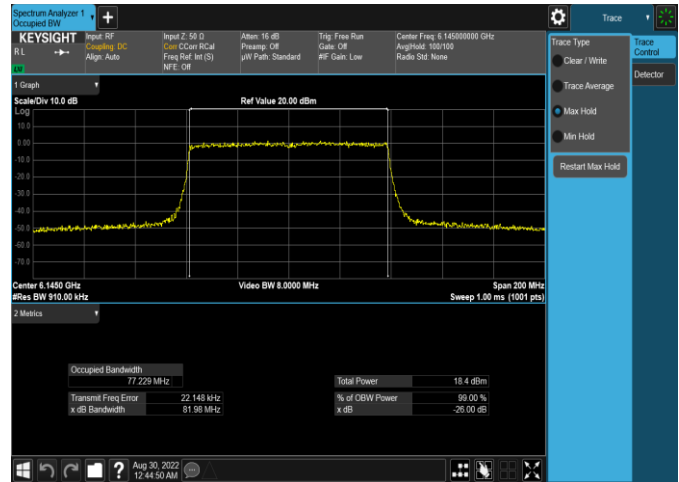 Spectrum Analyzer 1
Occupied BW
Trace
KEYSIGHT
R L
LXI
Input: RF
Coupling: DC
Align: Auto
Input Z: 50 Ω
Corr CCorr RCal
Freq Ref: Int (S)
NFE: Off
Atten: 16 dB
Preamp: Off
µW Path: Standard
Trig: Free Run
Gate: Off
#IF Gain: Low
Center Freq: 6.145000000 GHz
Avg|Hold: 100/100
Radio Std: None
Trace Type
Clear / Write
Trace Average
Max Hold
Min Hold
Restart Max Hold
Trace
Control
Detector
1 Graph
Scale/Div 10.0 dB
Ref Value 20.00 dBm
Log
10.0
0.00
-10.0
-20.0
-30.0
-40.0
-50.0
-60.0
-70.0
Center 6.1450 GHz
#Res BW 910.00 kHz
Video BW 8.0000 MHz
Span 200 MHz
Sweep 1.00 ms (1001 pts)
2 Metrics
Occupied Bandwidth
77.229 MHz
Transmit Freq Error 22.148 kHz
x dB Bandwidth 81.98 MHz
Total Power 18.4 dBm
% of OBW Power 99.00 %
x dB -26.00 dB
?
Aug 30, 2022
12:44:50 AM